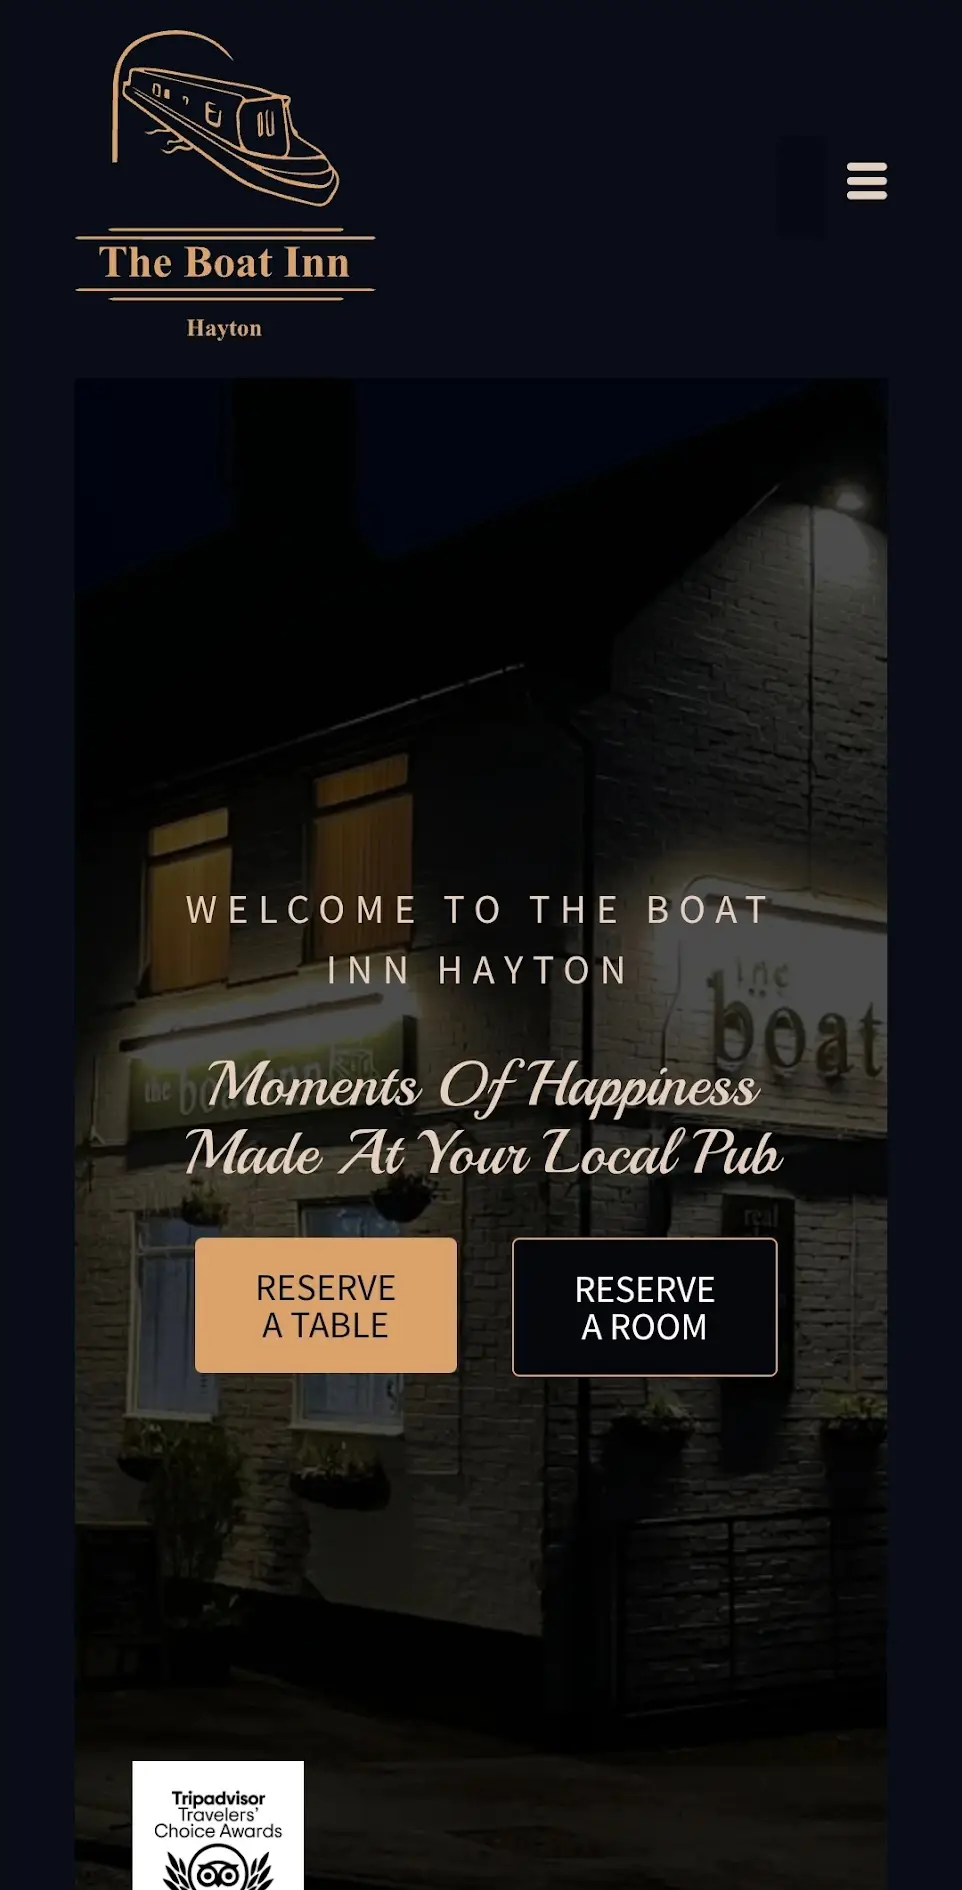 The Boat Inn
Hayton
WELCOME TO THE BOAT
INN HAYTON
the
boat
the boat inn
Moments Of Happiness
Made At Your Local Pub
real
RESERVE
A TABLE
RESERVE
A ROOM
Tripadvisor
Travelers'
Choice Awards